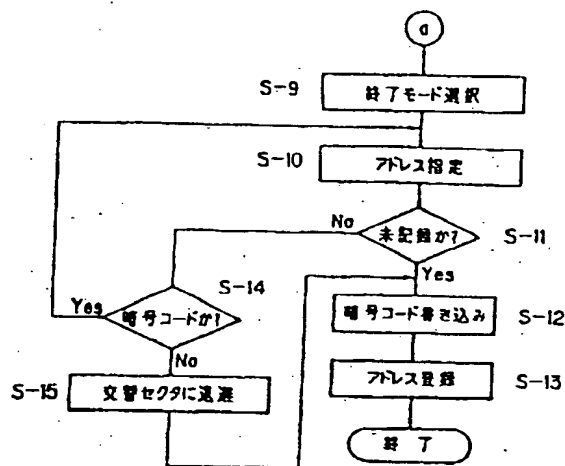 a
S-9
終了モード選択
S-10
アドレス指定
No
未記録か?
S-11
Yes
S-14
Yes
暗号コードか?
暗号コード書き込み
S-12
No
S-15
交替セクタに退避
アドレス登録
S-13
終了